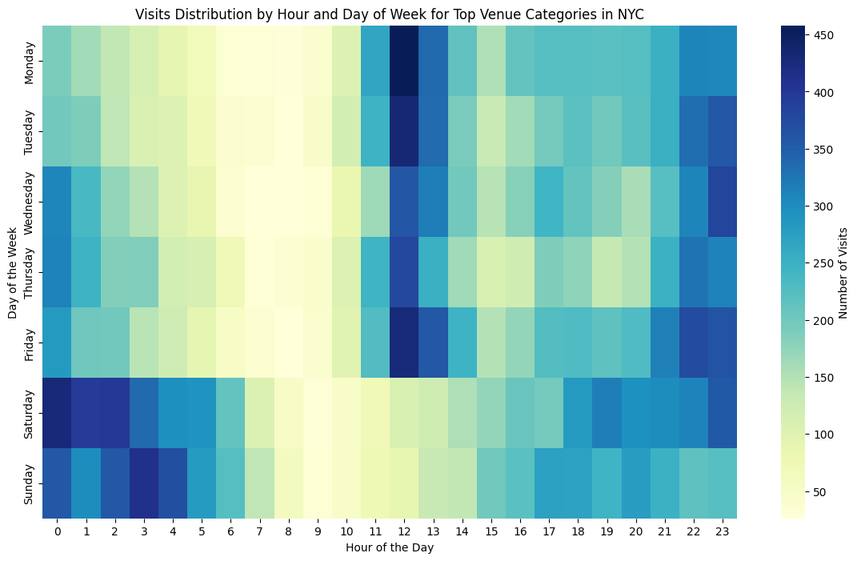 Visits Distribution by Hour and Day of Week for Top Venue Categories in NYC
Day of the Week
Monday
Tuesday
Wednesday
Thursday
Friday
Saturday
Sunday
0 1 2 3 4 5 6 7 8 9 10 11 12 13 14 15 16 17 18 19 20 21 22 23
Hour of the Day
450
400
350
300
250
200
150
100
50
Number of Visits